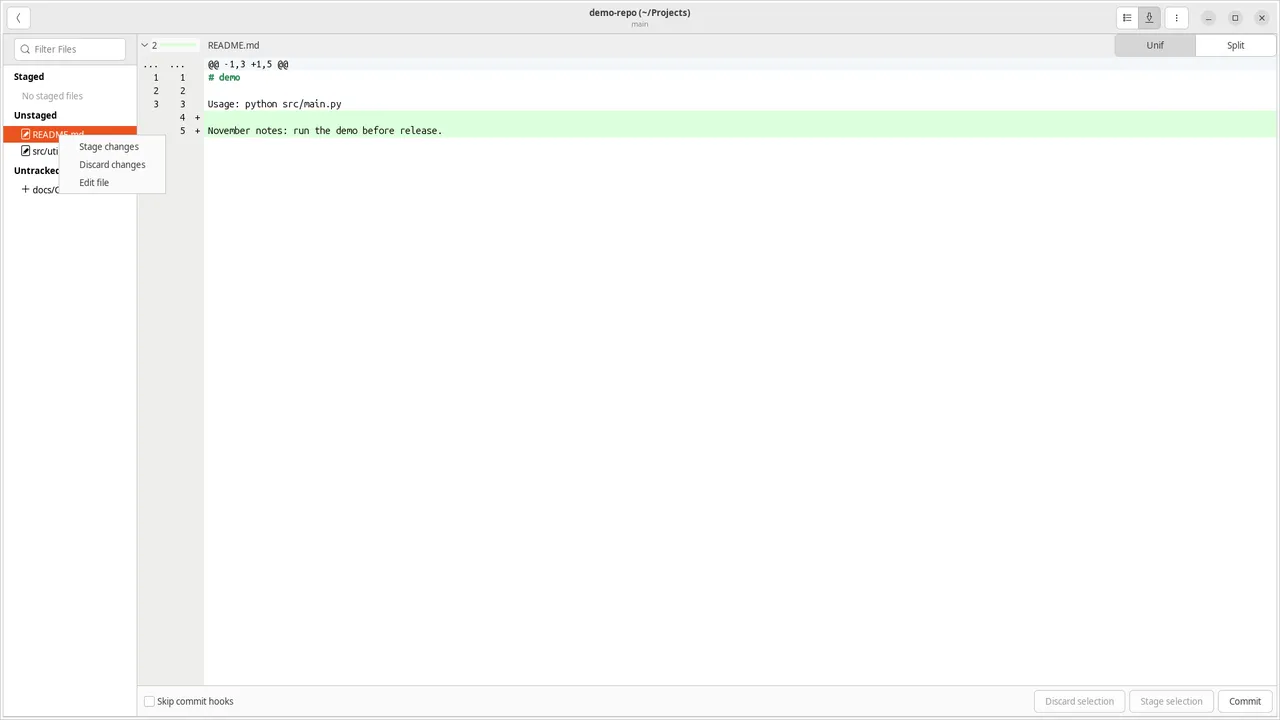 demo-repo (~/Projects)
main
Filter Files
Staged
No staged files
Unstaged
README.md
src/uti
Untracked
docs/
Stage changes
Discard changes
Edit file
2 README.md
Unif Split
... ... @@ -1,3 +1,5 @@
1 1 # demo
2 2
3 3 Usage: python src/main.py
4 +
5 + November notes: run the demo before release.
Skip commit hooks
Discard selection Stage selection Commit